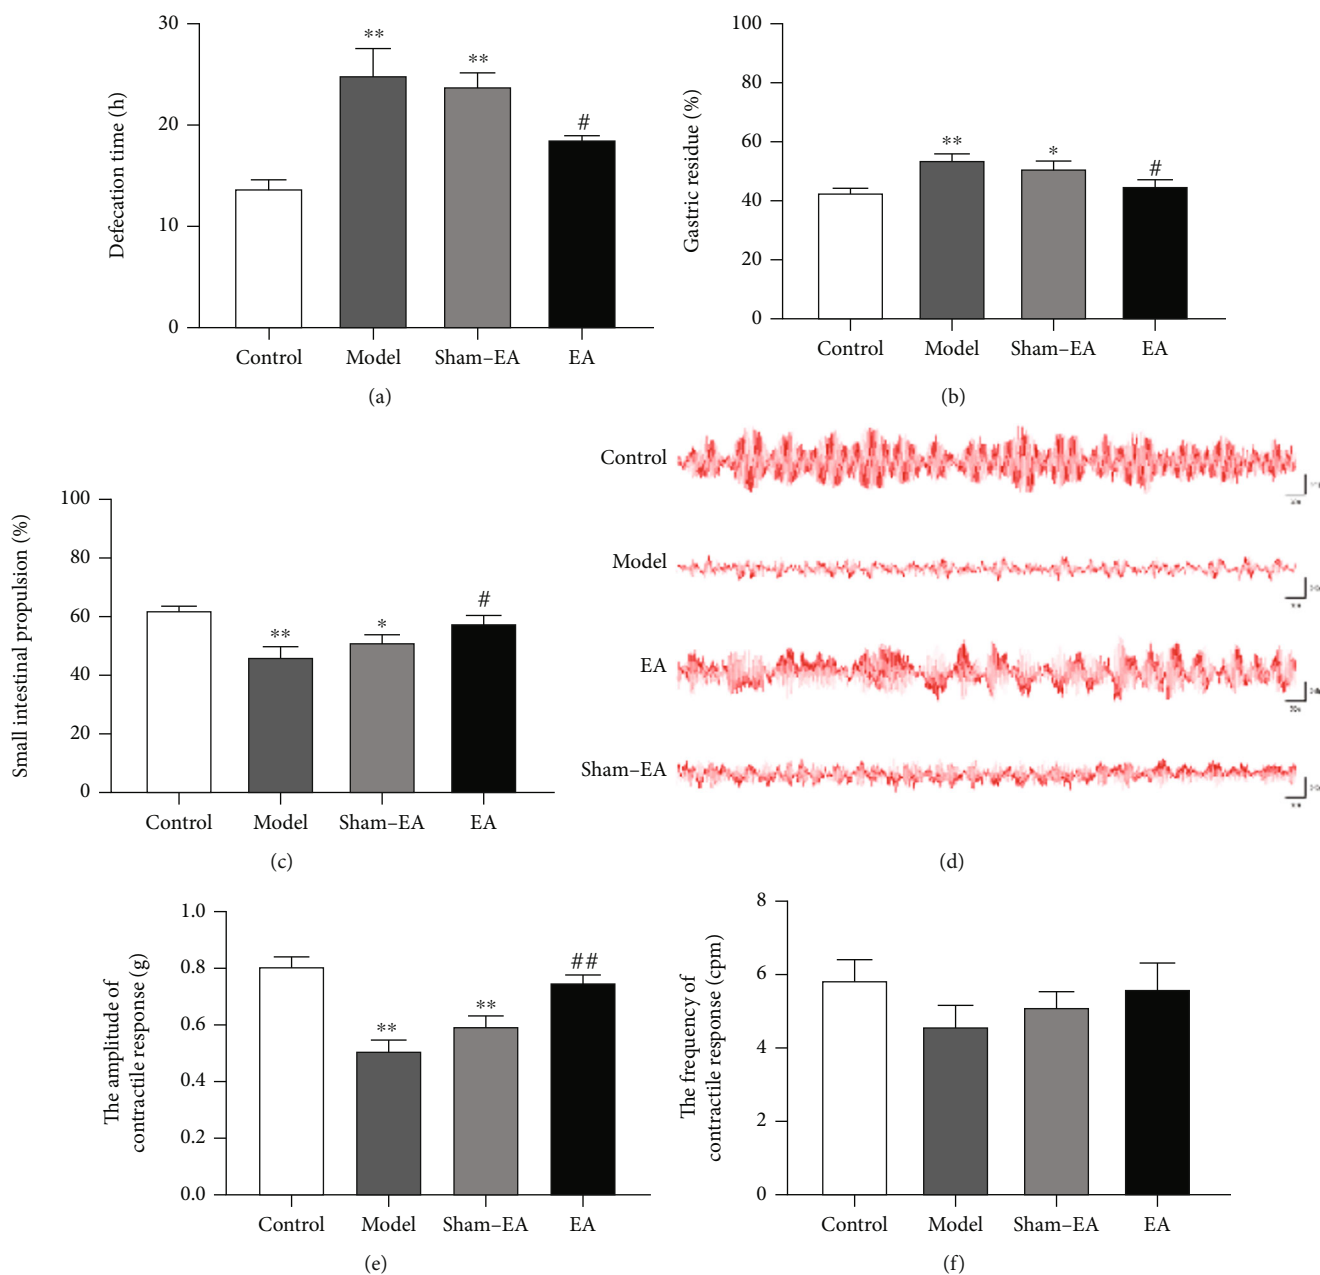 30
20
10
0
Defecation time (h)
**
**
#
Control
Model
Sham–EA
EA
(a)
100
80
60
40
20
0
Gastric residue (%)
**
*
#
Control
Model
Sham–EA
EA
(b)
100
80
60
40
20
0
Small intestinal propulsion (%)
**
*
#
Control
Model
Sham–EA
EA
(c)
Control
Model
EA
Sham–EA
(d)
1.0
0.8
0.6
0.4
0.2
0.0
The amplitude of
contractile response (g)
**
**
##
Control
Model
Sham–EA
EA
(e)
8
6
4
2
0
The frequency of
contractile response (cpm)
Control
Model
Sham–EA
EA
(f)